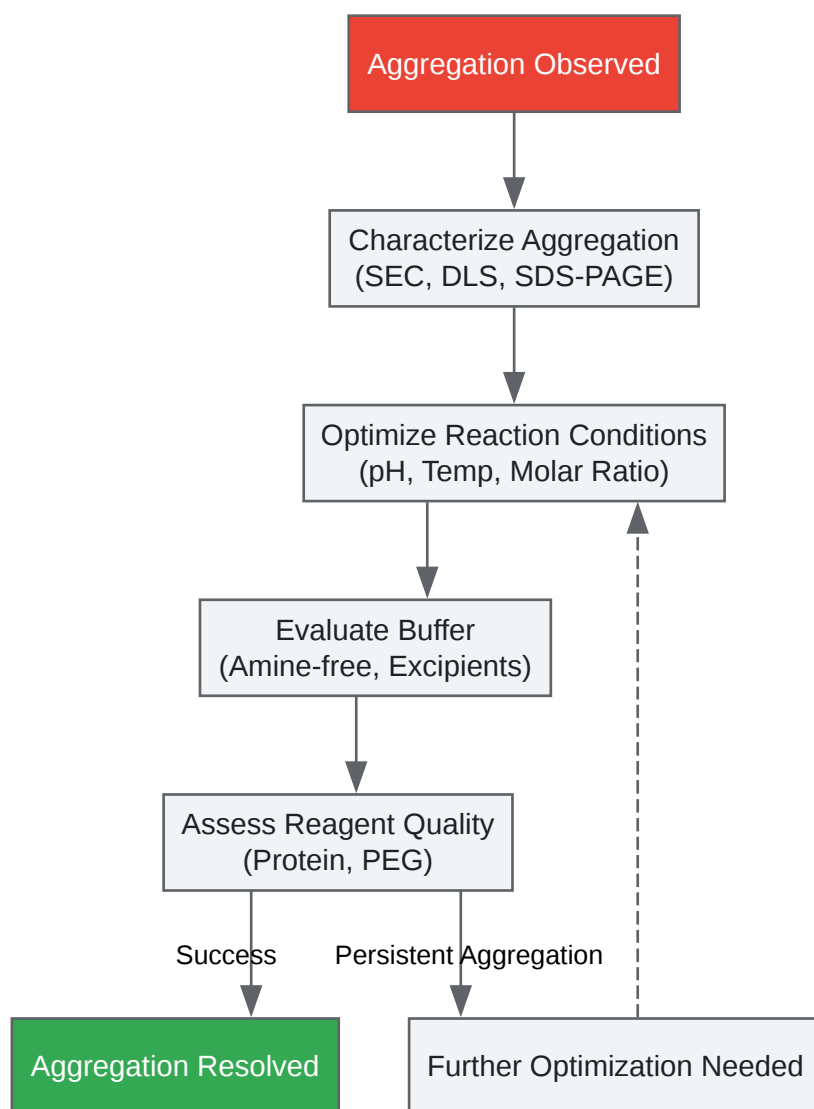 Aggregation Observed
Characterize Aggregation
(SEC, DLS, SDS-PAGE)
Optimize Reaction Conditions
(pH, Temp, Molar Ratio)
Evaluate Buffer
(Amine-free, Excipients)
Assess Reagent Quality
(Protein, PEG)
Success
Persistent Aggregation
Aggregation Resolved
Further Optimization Needed